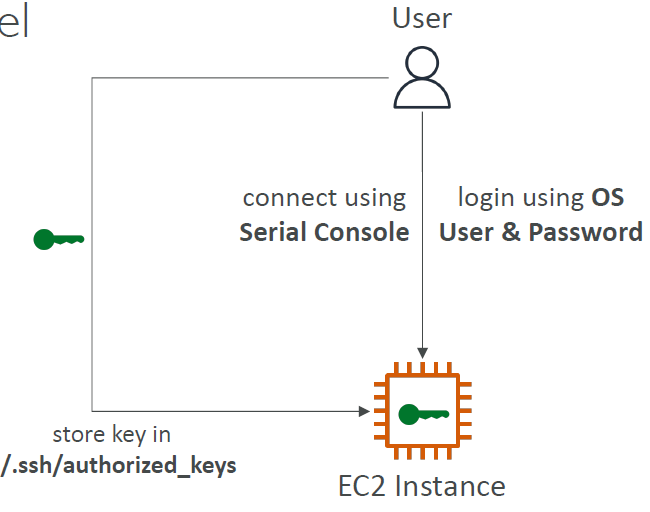 el
User
connect using
Serial Console
login using OS
User & Password
store key in
/.ssh/authorized_keys
EC2 Instance